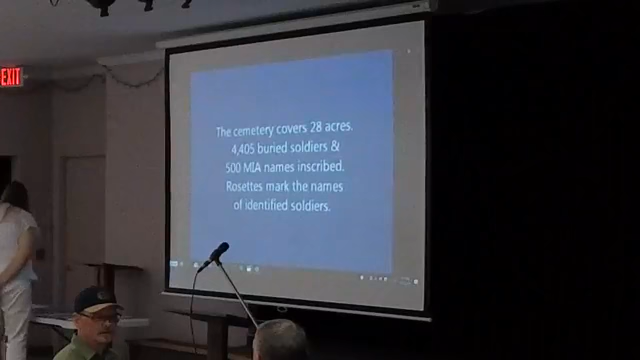 EXIT
The cemetery covers 28 acres.
4,405 buried soldiers &
500 MIA names inscribed.
Rosettes mark the names
of identified soldiers.